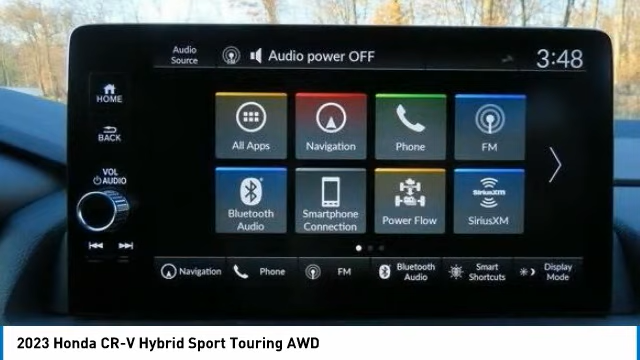 Audio
Source
Audio power OFF
3:48
HOME
BACK
VOL
AUDIO
All Apps
Navigation
Phone
FM
Bluetooth
Audio
Smartphone
Connection
Power Flow
SiriusXM
SiriusXM
Navigation
Phone
FM
Bluetooth
Audio
Smart
Shortcuts
Display
Mode
2023 Honda CR-V Hybrid Sport Touring AWD